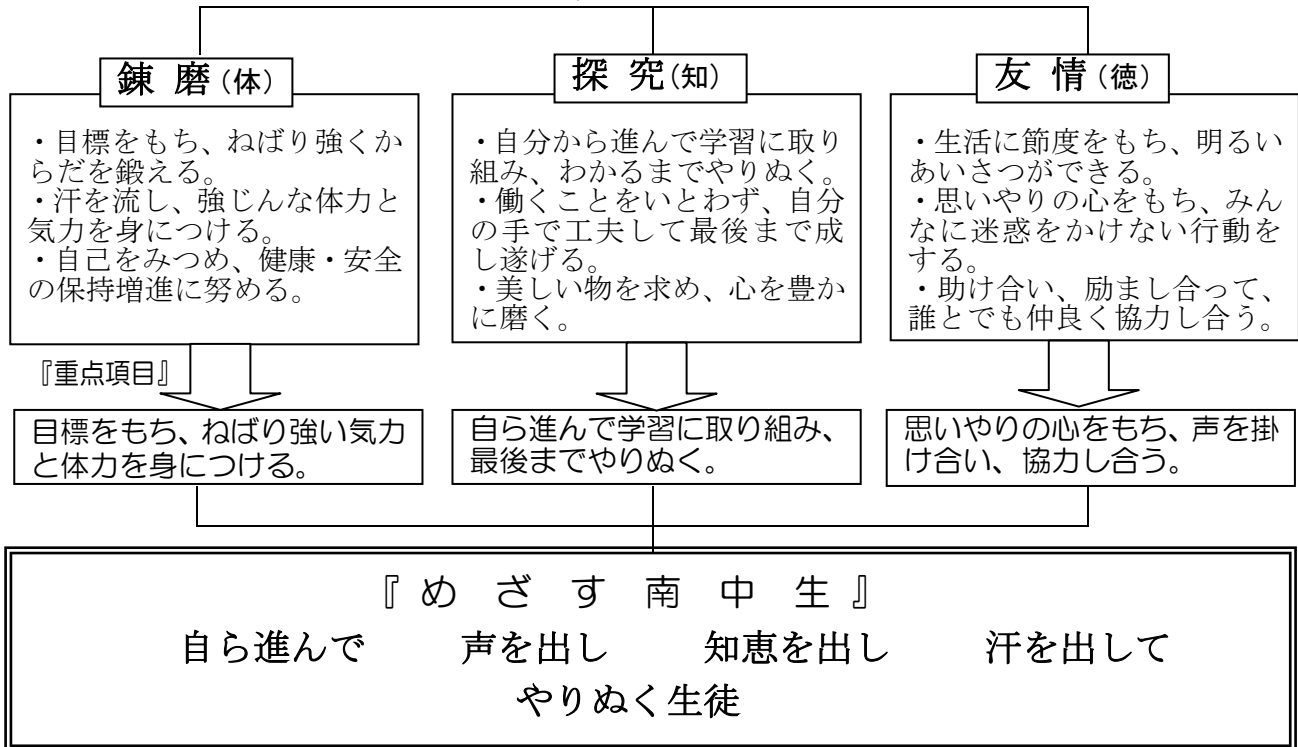 錬磨(体)
・目標をもち、ねばり強くか
らだを鍛える。
・汗を流し、強じんな体力と
気力を身につける。
・自己をみつめ、健康・安全
の保持増進に努める。
探究(知)
・自分から進んで学習に取り
組み、わかるまでやりぬく。
・働くことをいとわず、自分
の手で工夫して最後まで成
し遂げる。
・美しい物を求め、心を豊か
に磨く。
友情(徳)
・生活に節度をもち、明るい
あいさつができる。
・思いやりの心をもち、みん
なに迷惑をかけない行動を
する。
・助け合い、励まし合って、
誰とでも仲良く協力し合う。
『重点項目』
目標をもち、ねばり強い気力
と体力を身につける。
自ら進んで学習に取り組み、
最後までやりぬく。
思いやりの心をもち、声を掛
け合い、協力し合う。
『めざす南中生』
自ら進んで 声を出し 知恵を出し 汗を出して
やりぬく生徒